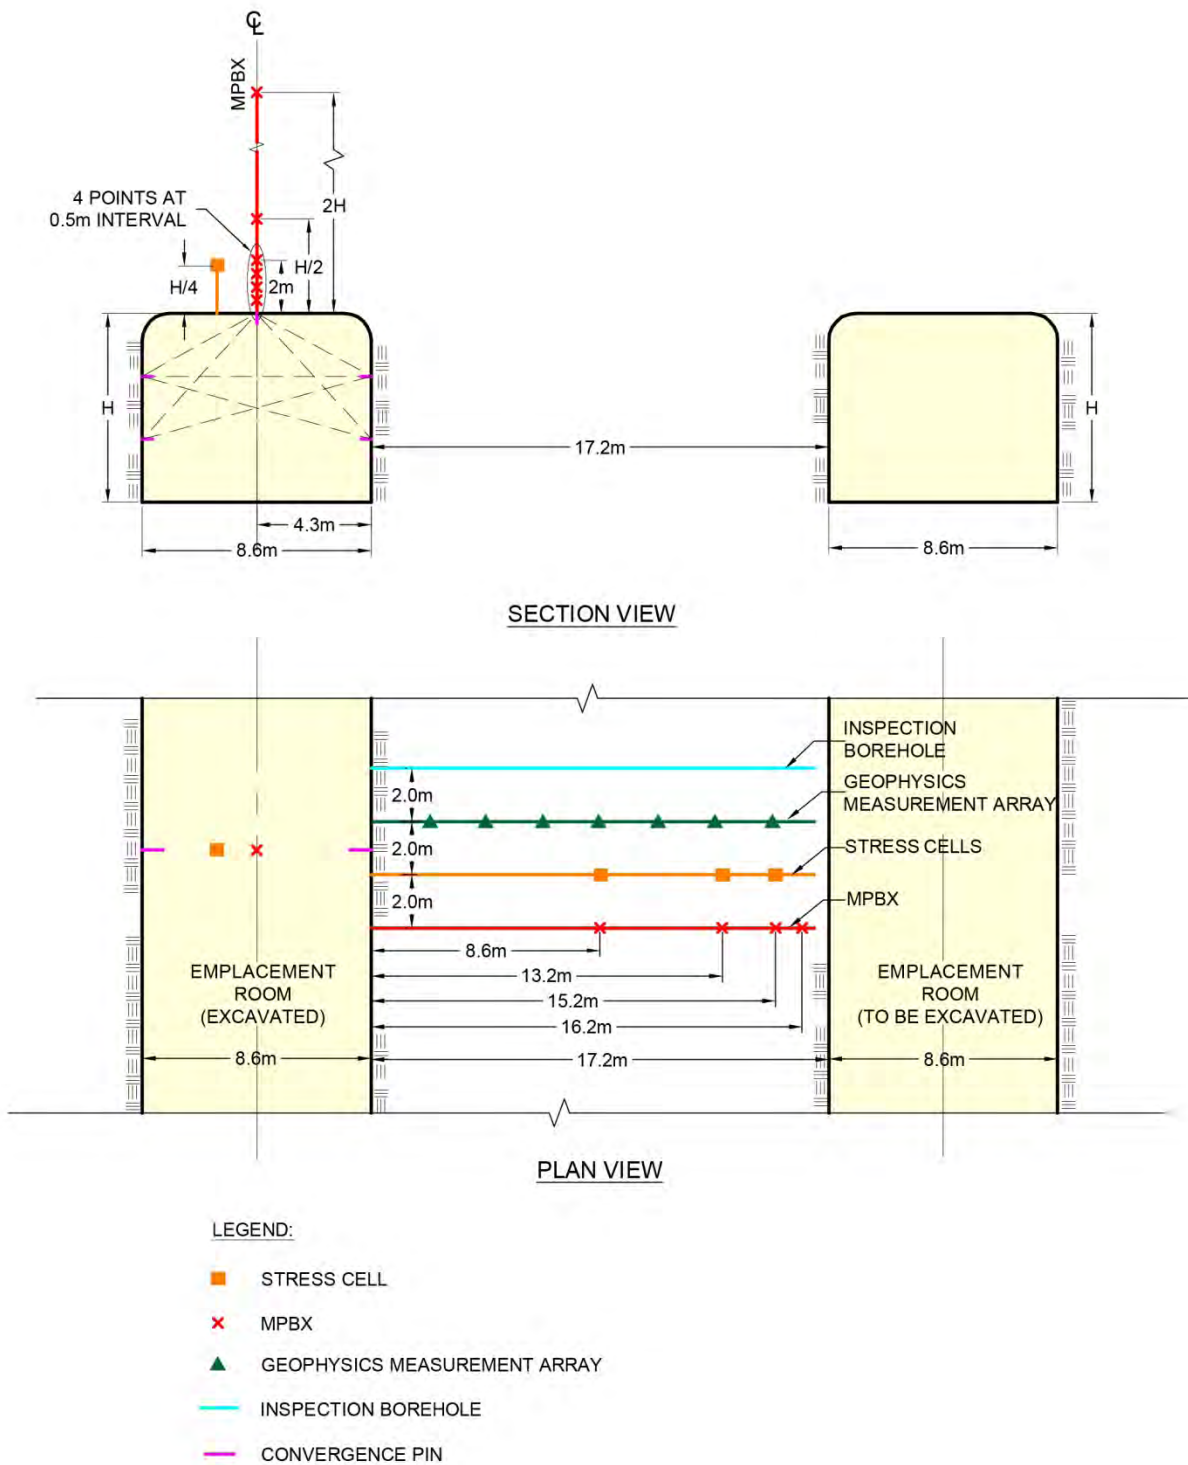 ℄
MPBX
4 POINTS AT
0.5m INTERVAL
2H
H/2
H/4
2m
H
H
17.2m
4.3m
8.6m
8.6m
SECTION VIEW
INSPECTION
BOREHOLE
GEOPHYSICS
MEASUREMENT ARRAY
STRESS CELLS
MPBX
2.0m
2.0m
2.0m
8.6m
13.2m
15.2m
16.2m
EMPLACEMENT
ROOM
(EXCAVATED)
EMPLACEMENT
ROOM
(TO BE EXCAVATED)
8.6m
17.2m
8.6m
PLAN VIEW
LEGEND:
STRESS CELL
MPBX
GEOPHYSICS MEASUREMENT ARRAY
INSPECTION BOREHOLE
CONVERGENCE PIN